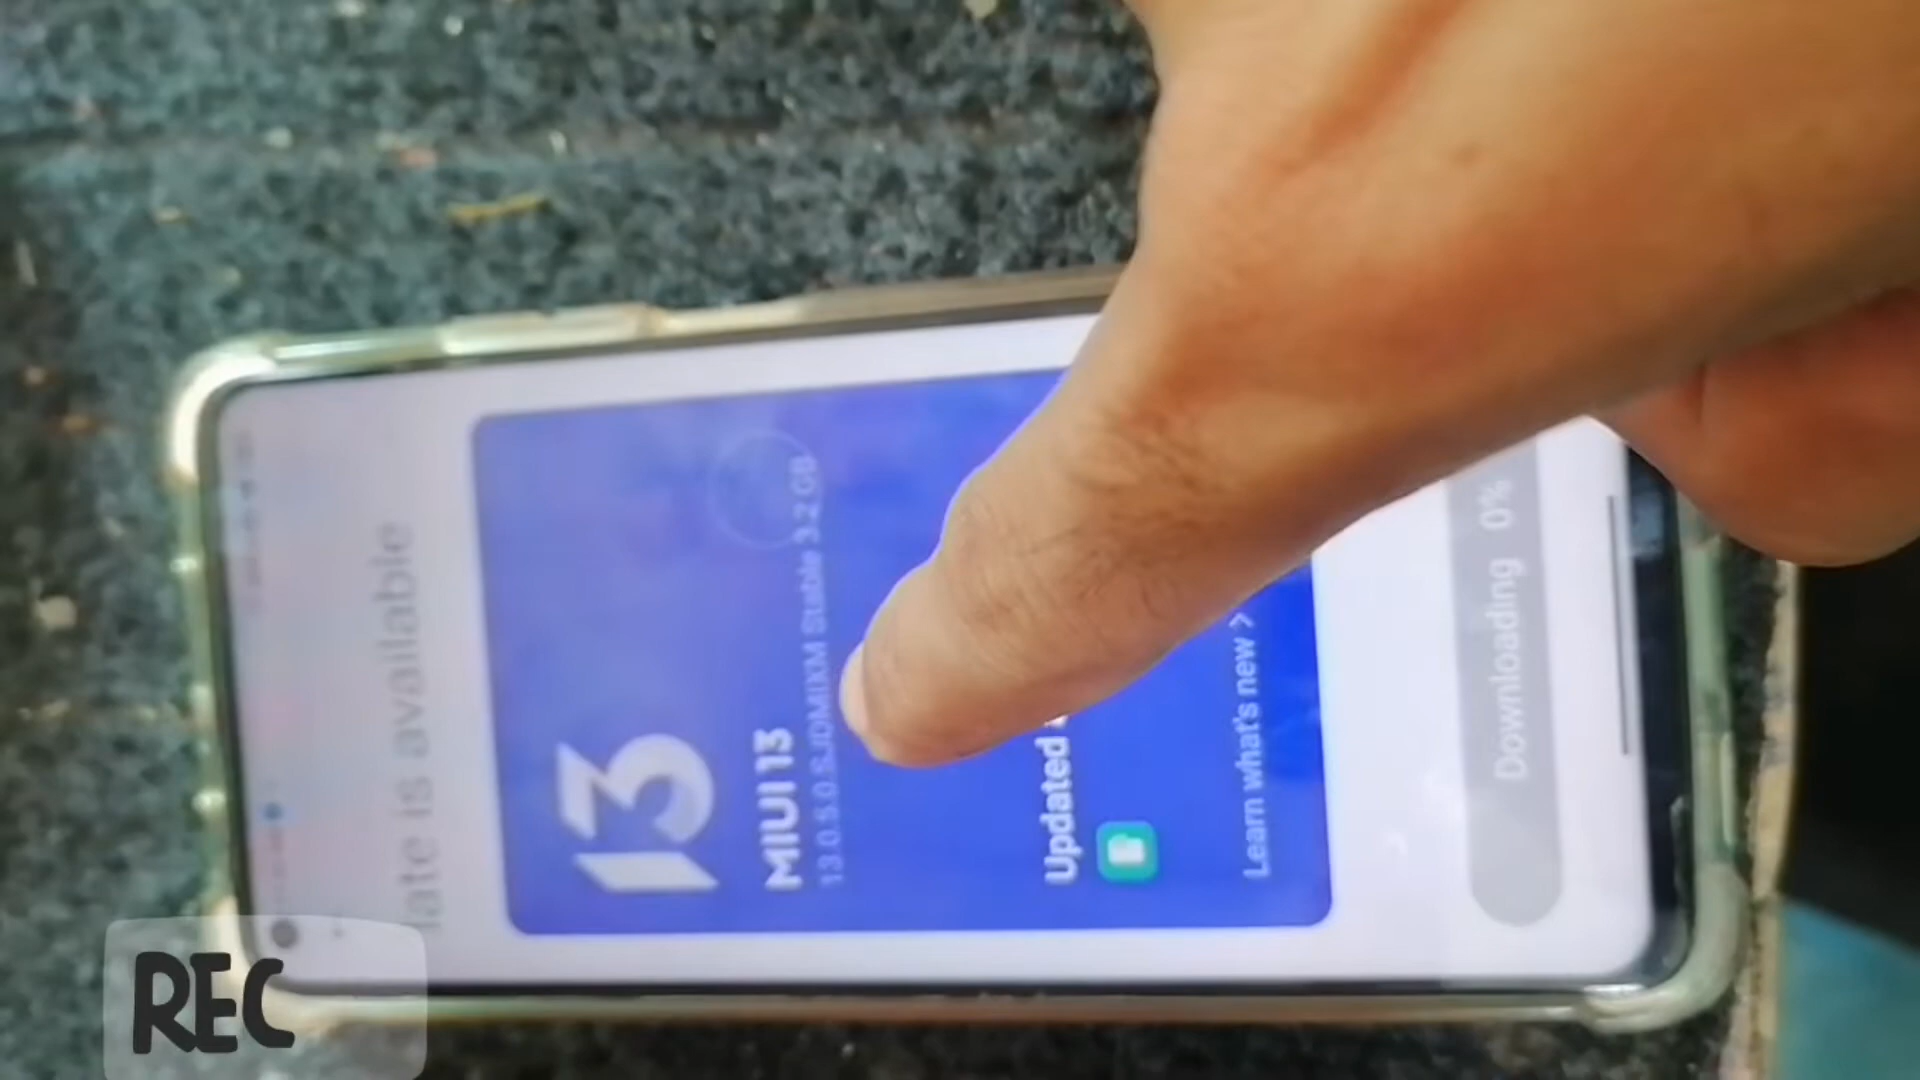 date is available
13
MIUI 13
13.0.5.0.SJDMIXM Stable 3.2 GB
Updated
Learn what's new >
Downloading 0%
REC